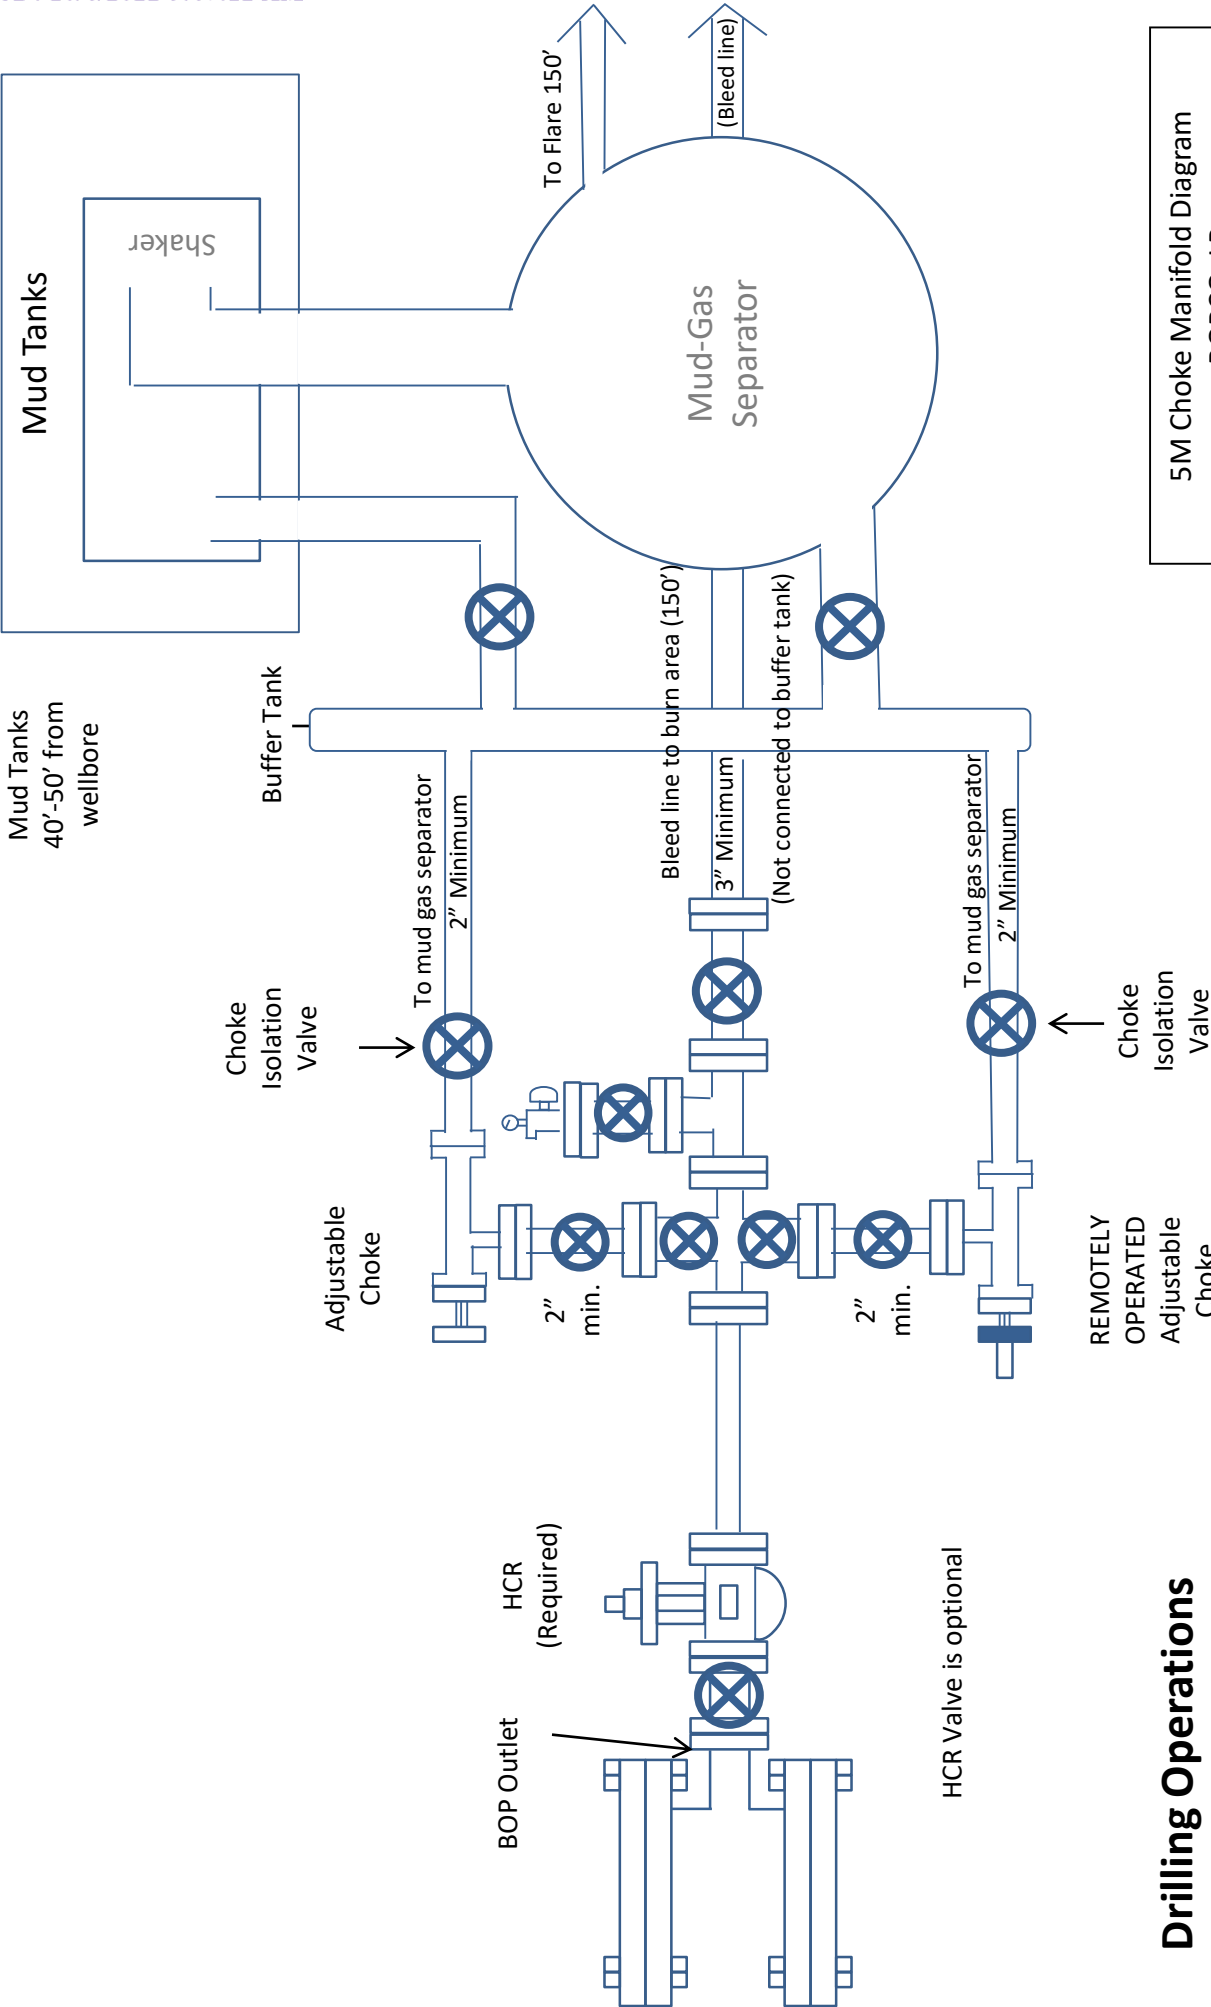 Mud Tanks
40’-50’ from
wellbore
Mud Tanks
Shaker
Choke
Isolation
Valve
Buffer Tank
Adjustable
Choke
To mud gas separator
2” Minimum
BOP Outlet
HCR
(Required)
To Flare 150’
2”
min.
Bleed line to burn area (150’)
3” Minimum
(Not connected to buffer tank)
Mud-Gas
Separator
(Bleed line)
2”
min.
HCR Valve is optional
To mud gas separator
2” Minimum
REMOTELY
OPERATED
Adjustable
Choke
Choke
Isolation
Valve
Drilling Operations
5M Choke Manifold Diagram